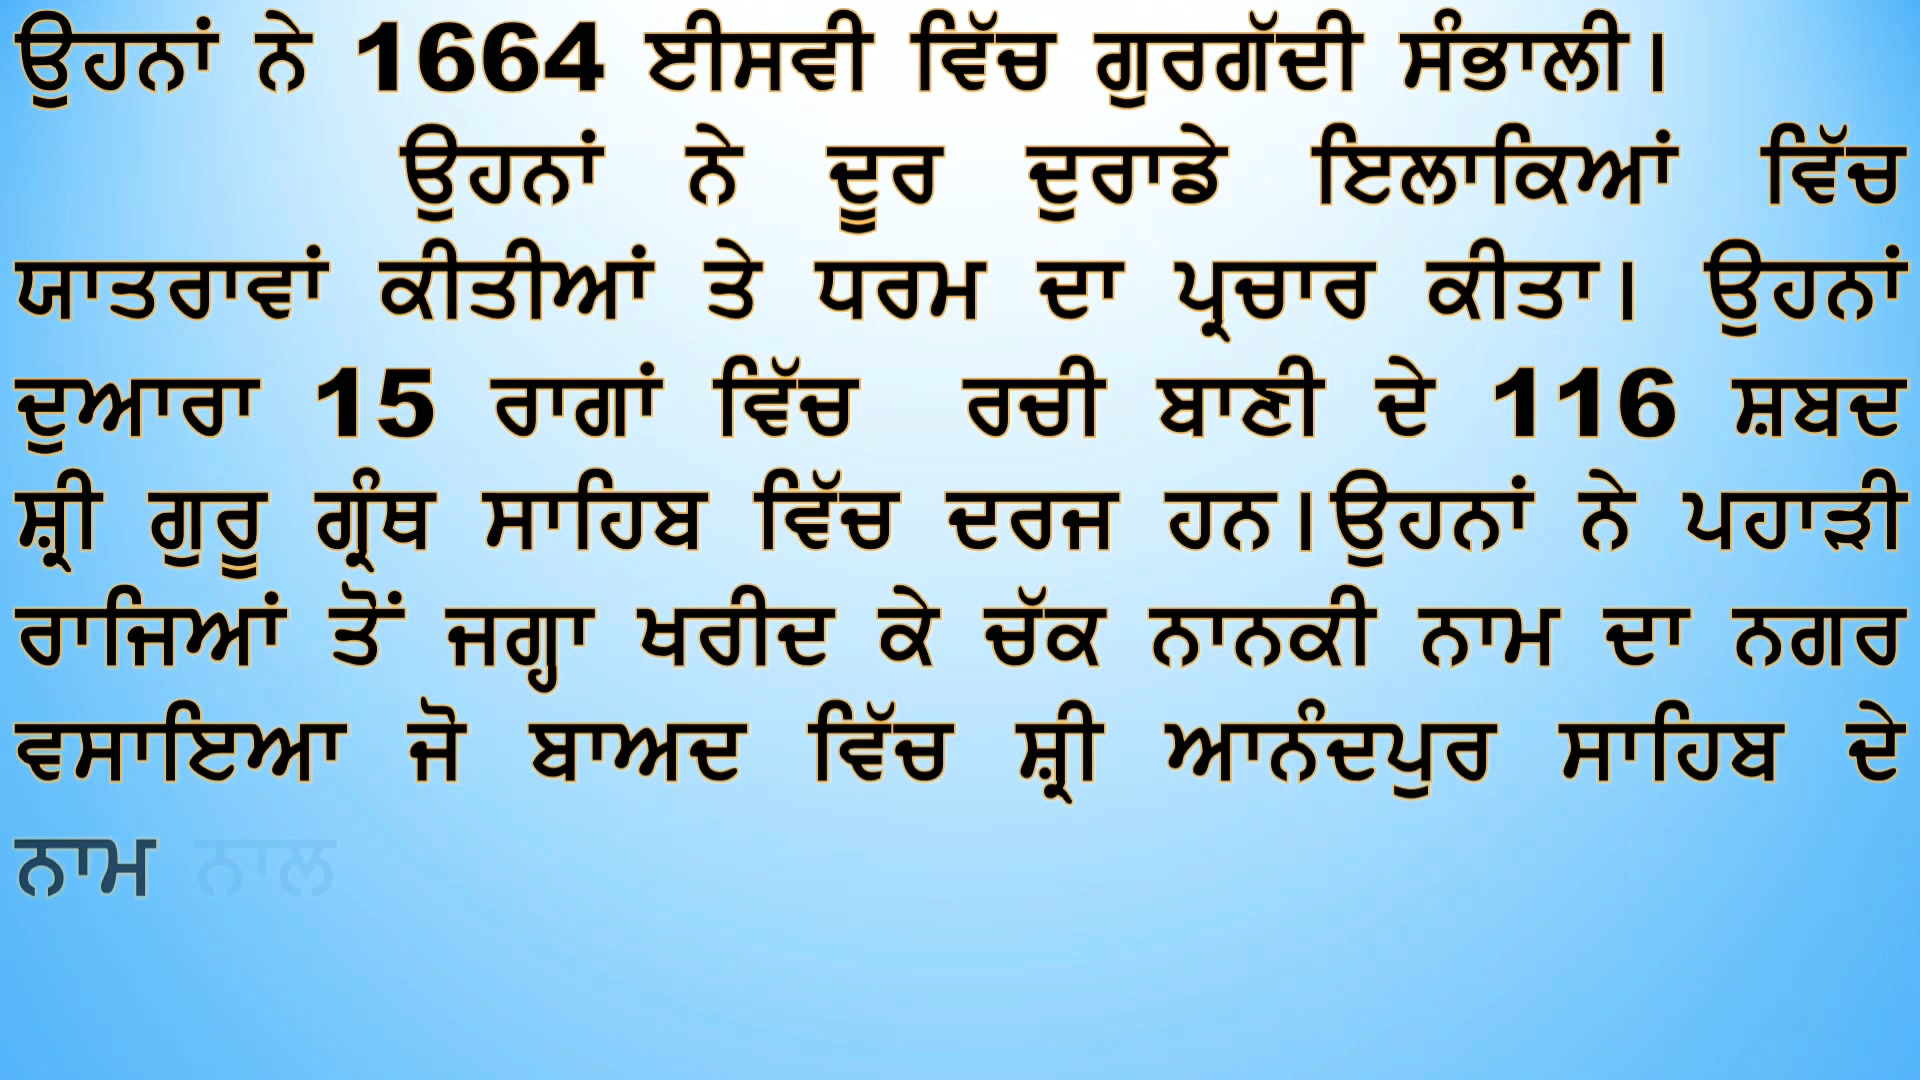 ਉਹਨਾਂ ਨੇ 1664 ਈਸਵੀ ਵਿੱਚ ਗੁਰਗੱਦੀ ਸੰਭਾਲੀ।
ਉਹਨਾਂ ਨੇ ਦੂਰ ਦੁਰਾਡੇ ਇਲਾਕਿਆਂ ਵਿੱਚ
ਯਾਤਰਾਵਾਂ ਕੀਤੀਆਂ ਤੇ ਧਰਮ ਦਾ ਪ੍ਰਚਾਰ ਕੀਤਾ। ਉਹਨਾਂ
ਦੁਆਰਾ 15 ਰਾਗਾਂ ਵਿੱਚ ਰਚੀ ਬਾਣੀ ਦੇ 116 ਸ਼ਬਦ
ਸ਼੍ਰੀ ਗੁਰੂ ਗ੍ਰੰਥ ਸਾਹਿਬ ਵਿੱਚ ਦਰਜ ਹਨ।ਉਹਨਾਂ ਨੇ ਪਹਾੜੀ
ਰਾਜਿਆਂ ਤੋਂ ਜਗ੍ਹਾ ਖਰੀਦ ਕੇ ਚੱਕ ਨਾਨਕੀ ਨਾਮ ਦਾ ਨਗਰ
ਵਸਾਇਆ ਜੋ ਬਾਅਦ ਵਿੱਚ ਸ਼੍ਰੀ ਆਨੰਦਪੁਰ ਸਾਹਿਬ ਦੇ
ਨਾਮ ਨਾਲ